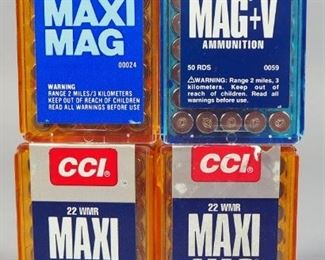 MAXI
MAG
00024
WARNING
RANGE 2 MILES/3 KILOMETERS
KEEP OUT OF REACH OF CHILDREN
READ ALL WARNINGS BEFORE USE
MAG+V
AMMUNITION
50 RDS 0059
⚠WARNING: Range 2 miles, 3
kilometers. Keep out of reach of
children. Read all
warnings before use.
CCI®
22 WMR
MAXI
CCI®
22 WMR
MAXI